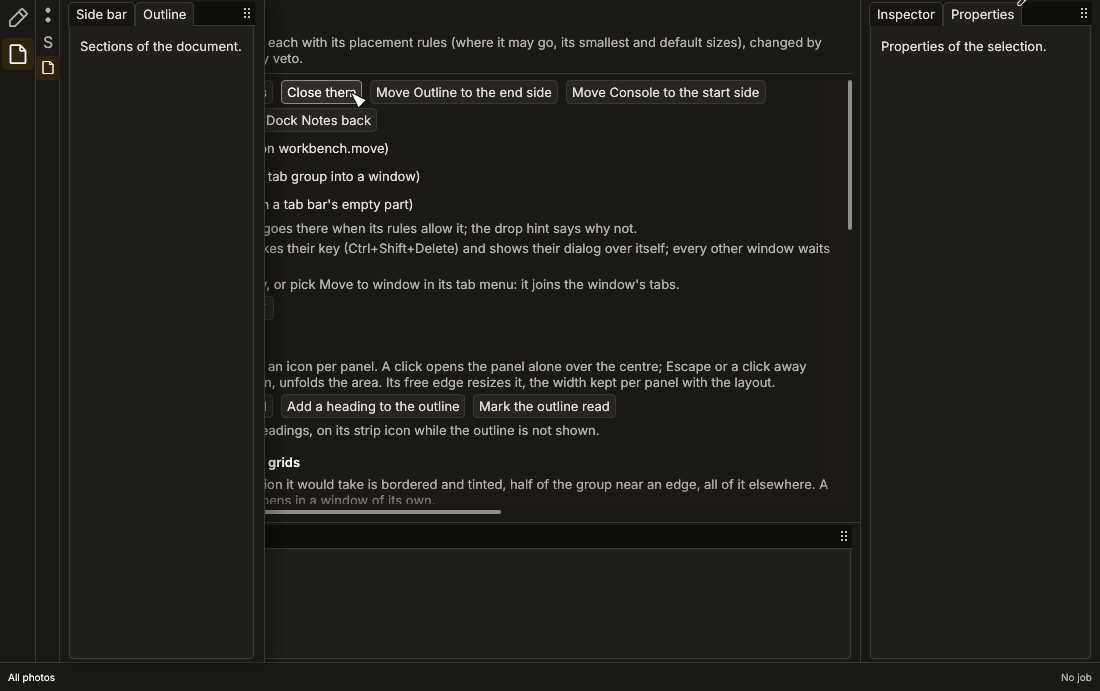 Side bar
Outline
Inspector
Properties
S
Sections of the document.
each with its placement rules (where it may go, its smallest and default sizes), changed by
veto.
Close them
Move Outline to the end side
Move Console to the start side
Dock Notes back
on workbench.move)
tab group into a window)
a tab bar's empty part)
goes there when its rules allow it; the drop hint says why not.
their key (Ctrl+Shift+Delete) and shows their dialog over itself; every other window waits
, or pick Move to window in its tab menu: it joins the window's tabs.
an icon per panel. A click opens the panel alone over the centre; Escape or a click away
, unfolds the area. Its free edge resizes it, the width kept per panel with the layout.
Add a heading to the outline
Mark the outline read
eadings, on its strip icon while the outline is not shown.
grids
ion it would take is bordered and tinted, half of the group near an edge, all of it elsewhere. A
pens in a window of its own.
Properties of the selection.
All photos
No job